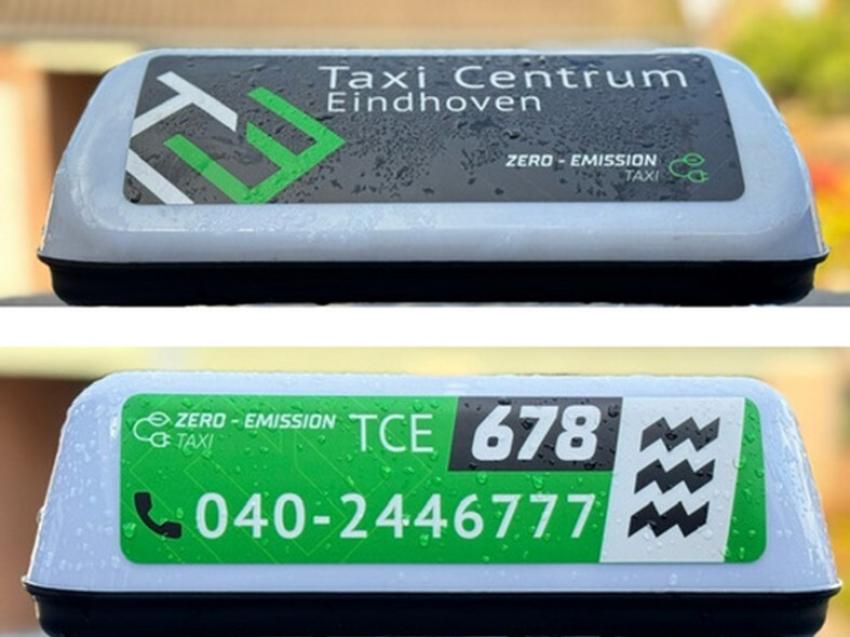 Taxi Centrum
Eindhoven
ZERO - EMISSION
TAXI
ZERO - EMISSION
TAXI
TCE
678
040-2446777